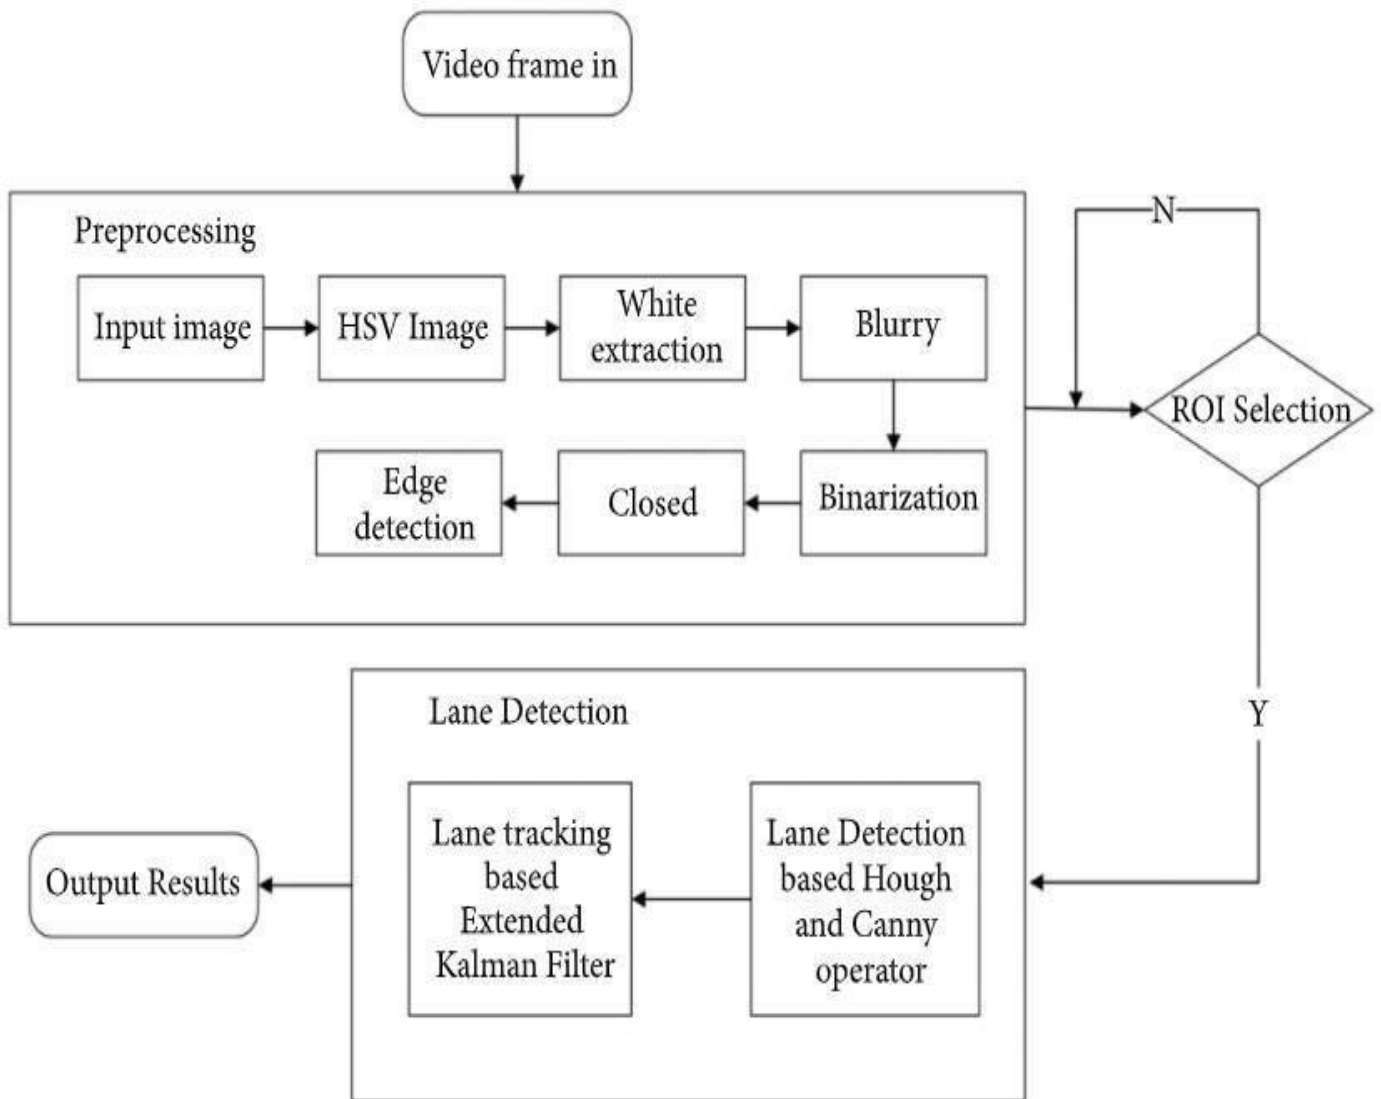 Video frame in
Preprocessing
Input image
HSV Image
White
extraction
Blurry
N
ROI Selection
Edge
detection
Closed
Binarization
Y
Lane Detection
Lane tracking
based
Extended
Kalman Filter
Lane Detection
based Hough
and Canny
operator
Output Results